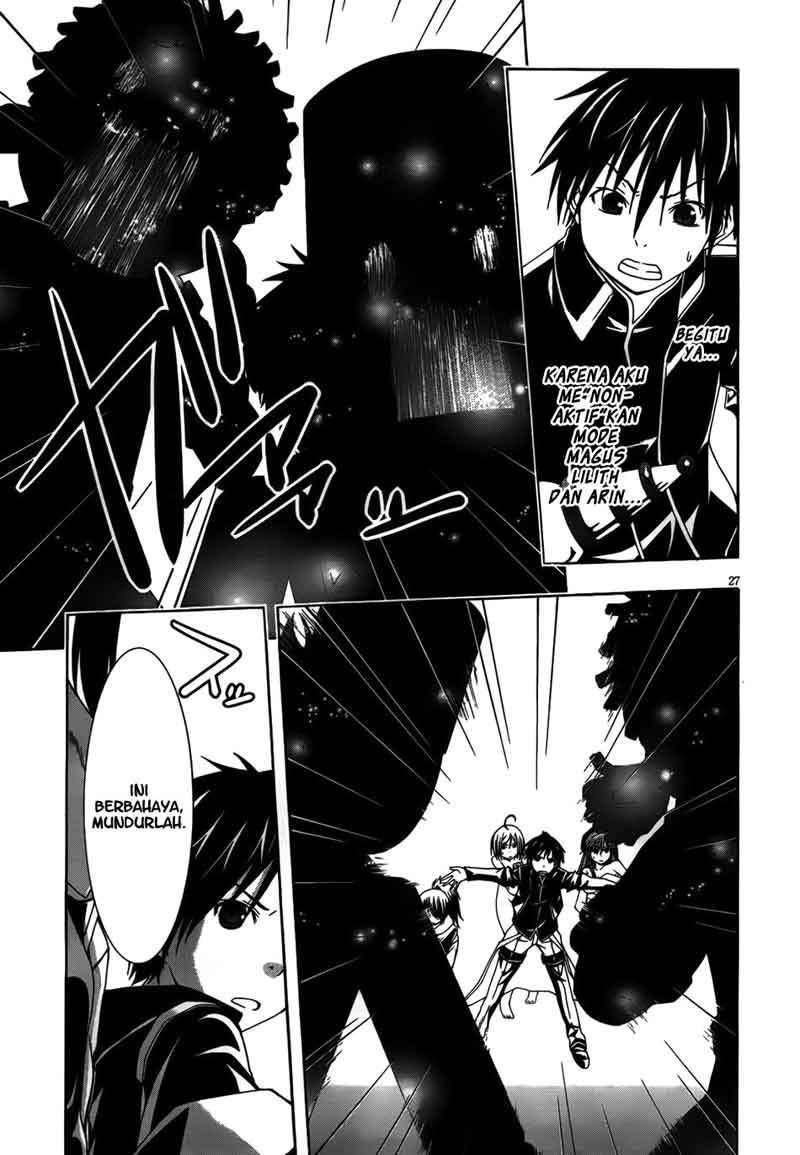 BEGITU
YA...
KARENA AKU
ME"NON-
AKTIF"KAN
MODE
MAGUS
LILITH
DAN ARIN...
27
INI
BERBAHAYA,
MUNDURLAH.